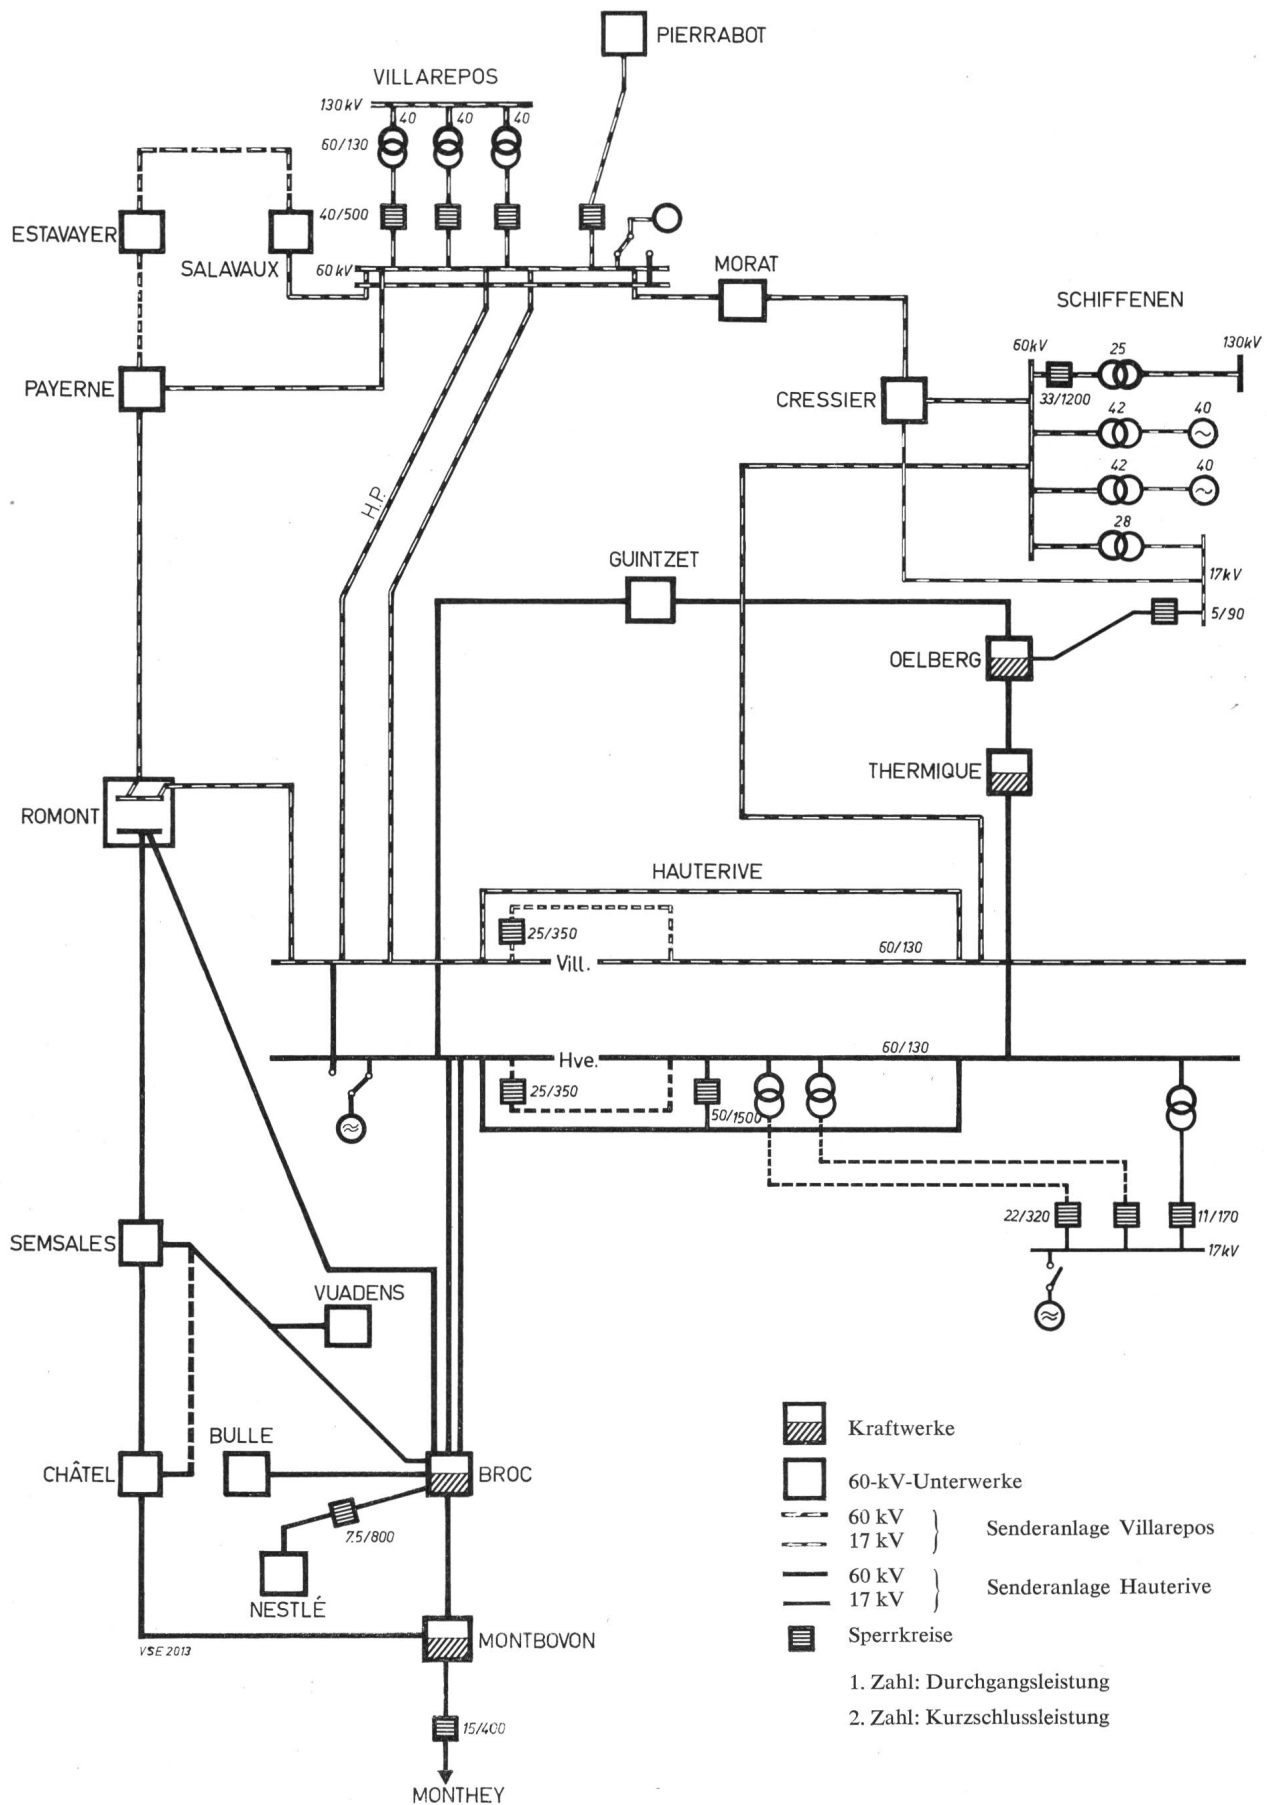 PIERRABOT
VILLAREPOS
130 kV
40
40
40
60/130
40/500
ESTAVAYER
SALAVAUX
60 kV
MORAT
SCHIFFENEN
60kV
25
130kV
PAYERNE
CRESSIER
33/1200
42
40
H.P.
42
40
28
GUINTZET
17kV
5/90
OELBERG
THERMIQUE
ROMONT
HAUTERIVE
25/350
60/130
Vill.
Hve.
60/130
25/350
50/1500
22/320
11/170
17kV
SEMSALES
VUADENS
BULLE
CHÂTEL
BROC
7.5/800
NESTLÉ
MONTBOVON
VSE 2013
15/400
MONTHEY
Kraftwerke
60-kV-Unterwerke
60 kV
17 kV
Senderanlage Villarepos
60 kV
17 kV
Senderanlage Hauterive
Sperrkreise
1. Zahl: Durchgangsleistung
2. Zahl: Kurzschlussleistung